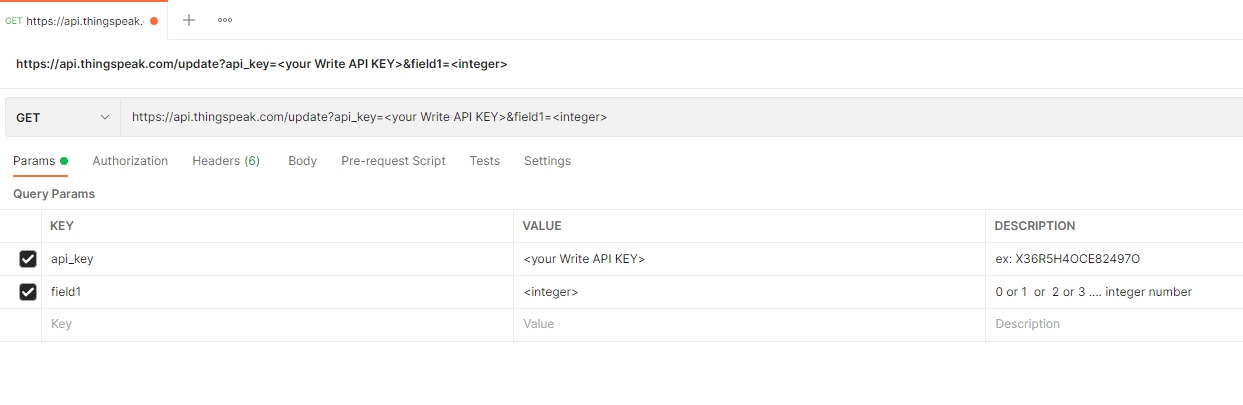 GET https://api.thingspeak.
https://api.thingspeak.com/update?api_key=<your Write API KEY>&field1=<integer>
GET https://api.thingspeak.com/update?api_key=<your Write API KEY>&field1=<integer>
Params Authorization Headers (6) Body Pre-request Script Tests Settings
Query Params
KEY VALUE DESCRIPTION
api_key <your Write API KEY> ex: X36R5H4OCE82497O
field1 <integer> 0 or 1 or 2 or 3 .... integer number
Key Value Description